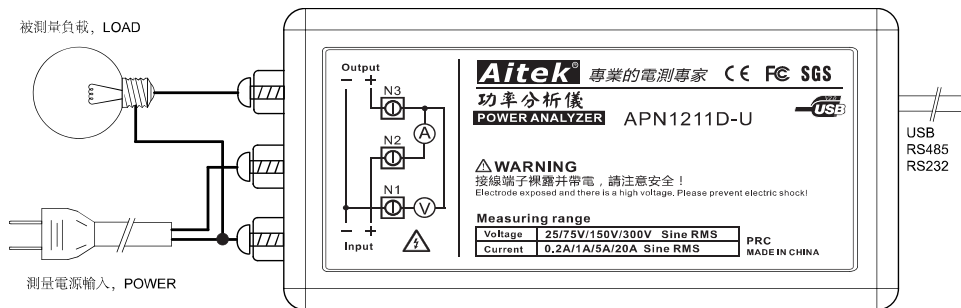 被測量負載, LOAD
Output
− +
N3
A
N2
N1
V
− +
Input
測量電源輸入, POWER
Aitek® 專業的電測專家 CE FC SGS
功率分析儀
POWER ANALYZER APN1211D-U
V2.0
USB
⚠WARNING
接線端子裸露并帶電，請注意安全！
Electrode exposed and there is a high voltage. Please prevent electric shock!
Measuring range
Voltage 25/75V/150V/300V Sine RMS
Current 0.2A/1A/5A/20A Sine RMS
PRC
MADE IN CHINA
USB
RS485
RS232